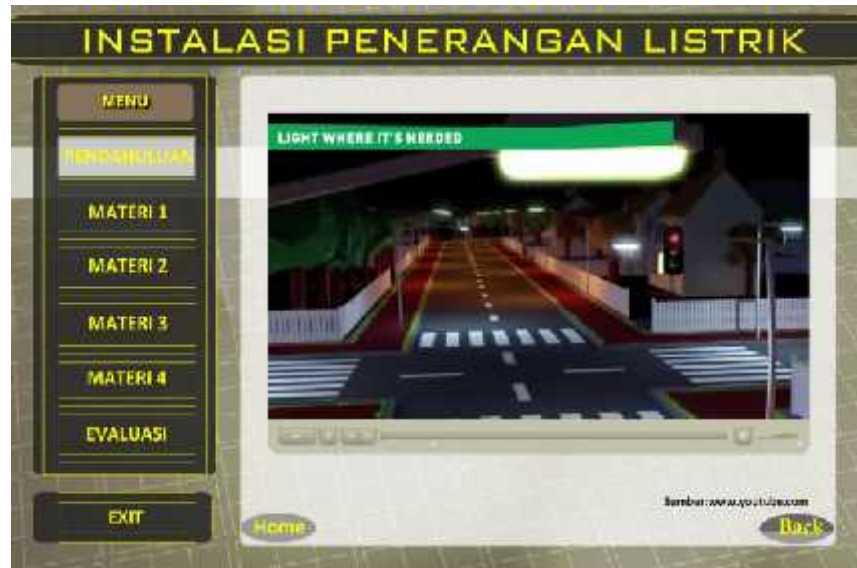 INSTALASI PENERANGAN LISTRIK
MENU
PENDAHULUAN
MATERI 1
MATERI 2
MATERI 3
MATERI 4
EVALUASI
EXIT
LIGHT WHERE IT'S NEEDED
Sumber:www.youtube.com
Home
Back